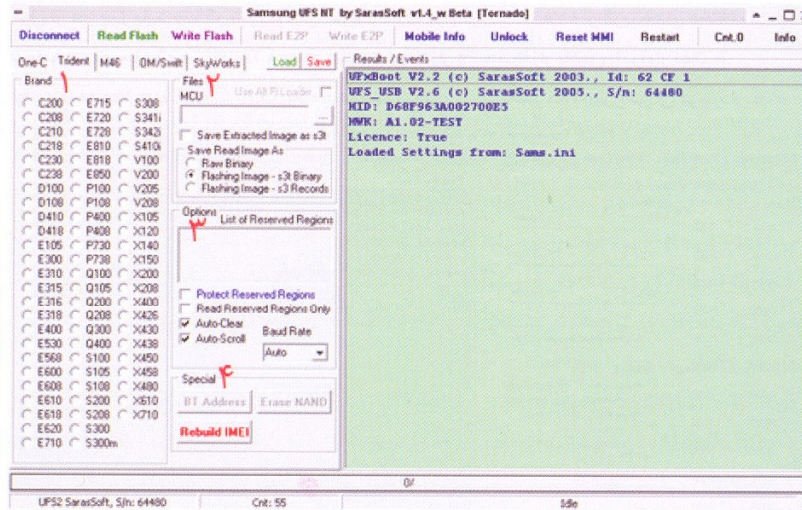 Samsung UFS NT by SarasSoft v1.4_w Beta [Tornado]
Disconnect Read Flash Write Flash Read E2P Write E2P Mobile Info Unlock Reset MMI Restart Cnt.0 Info
One-C Trident M46 OM/Swift SkyWorks Load Save
Brand ۱
C200 E715 S308
C208 E720 S341i
C210 E728 S342i
C218 E810 S410i
C230 E818 V100
C238 E850 V200
D100 P100 V205
D108 P108 V208
D410 P400 X105
D418 P408 X120
E105 P730 X140
E300 P738 X150
E310 Q100 X200
E315 Q105 X208
E316 Q200 X400
E318 Q208 X426
E400 Q300 X430
E530 Q400 X438
E568 S100 X450
E600 S105 X458
E608 S108 X480
E610 S200 X610
E618 S208 X710
E620 S300
E710 S300m
Files ۲
MCU Use Alt Fl Loader
...
Save Extracted Image as s3t
Save Read Image As
Raw Binary
Flashing Image - s3t Binary
Flashing Image - s3 Records
Options ۳ List of Reserved Regions
Protect Reserved Regions
Read Reserved Regions Only
Auto-Clear
Auto-Scroll
Baud Rate
Auto
Special ۴
BT Address Erase NAND
Rebuild IMEI
Results / Events
UFxBoot V2.2 (c) SarasSoft 2003., Id: 62 CF 1
UFS_USB V2.6 (c) SarasSoft 2005., S/n: 64480
HID: D68F963A002700E5
HWK: A1.02-TEST
Licence: True
Loaded Settings from: Sams.ini
0/
UFS2 SarasSoft, S/n: 64480 Cnt: 55 Idle